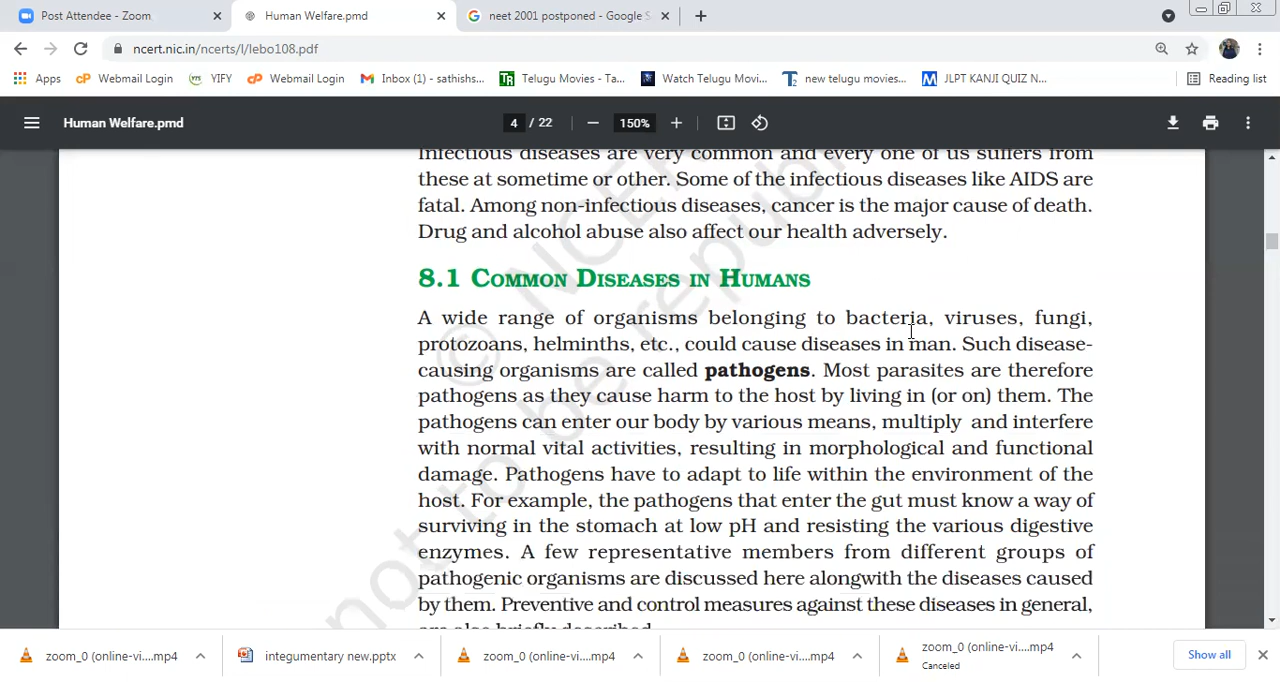 Post Attendee - Zoom
Human Welfare.pmd
neet 2001 postponed - Google S
ncert.nic.in/ncerts/l/lebo108.pdf
Apps
Webmail Login
YIFY
Webmail Login
Inbox (1) - sathishs...
Telugu Movies - Ta...
Watch Telugu Movi...
new telugu movies...
JLPT KANJI QUIZ N...
Reading list
Human Welfare.pmd
4 / 22
150%
Infectious diseases are very common and every one of us suffers from
these at sometime or other. Some of the infectious diseases like AIDS are
fatal. Among non-infectious diseases, cancer is the major cause of death.
Drug and alcohol abuse also affect our health adversely.
8.1 COMMON DISEASES IN HUMANS
A wide range of organisms belonging to bacteria, viruses, fungi,
protozoans, helminths, etc., could cause diseases in man. Such disease-
causing organisms are called pathogens. Most parasites are therefore
pathogens as they cause harm to the host by living in (or on) them. The
pathogens can enter our body by various means, multiply and interfere
with normal vital activities, resulting in morphological and functional
damage. Pathogens have to adapt to life within the environment of the
host. For example, the pathogens that enter the gut must know a way of
surviving in the stomach at low pH and resisting the various digestive
enzymes. A few representative members from different groups of
pathogenic organisms are discussed here alongwith the diseases caused
by them. Preventive and control measures against these diseases in general,
are also briefly described.
© NCER
not to be republ
zoom_0 (online-vi....mp4
integumentary new.pptx
zoom_0 (online-vi....mp4
zoom_0 (online-vi....mp4
zoom_0 (online-vi....mp4
Canceled
Show all